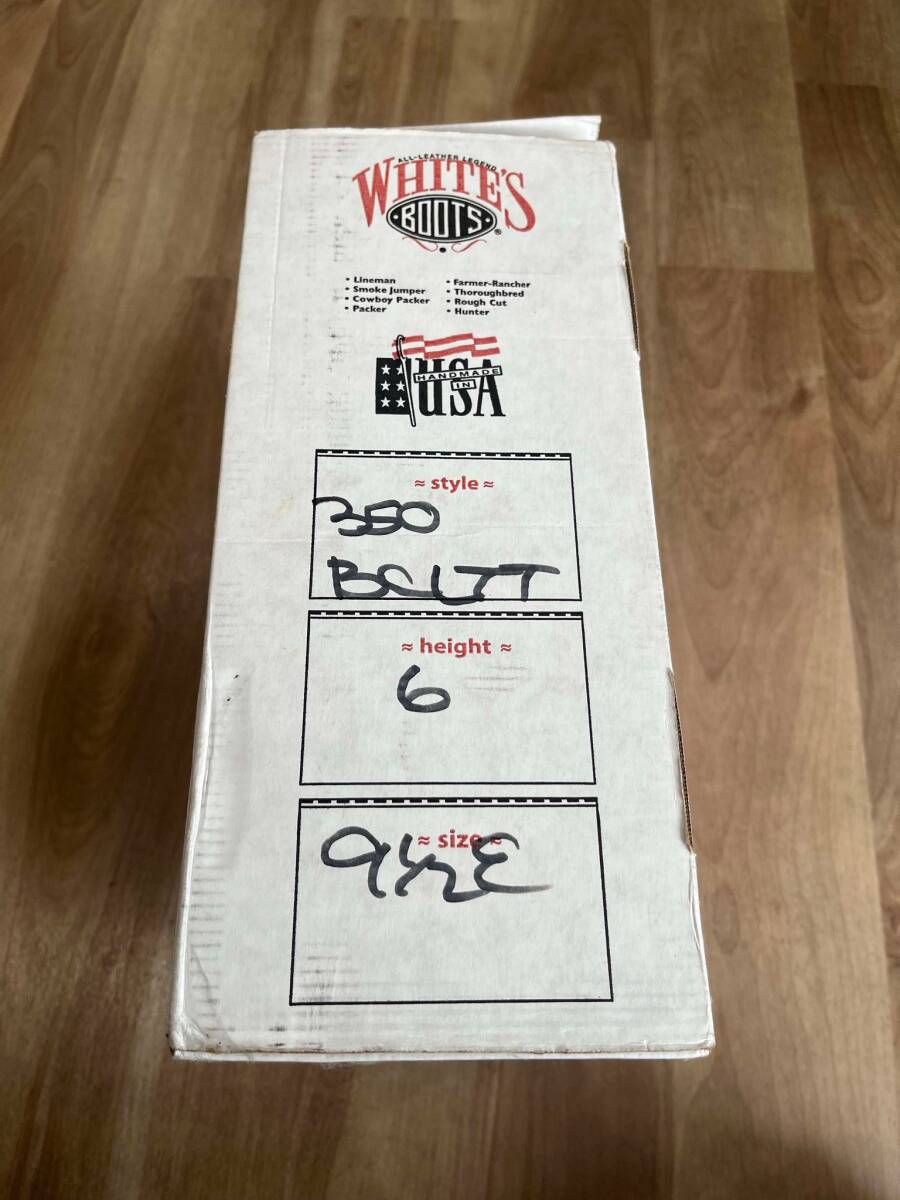 ALL-LEATHER LEGEND
WHITE'S
BOOTS ®
• Lineman
• Smoke Jumper
• Cowboy Packer
• Packer
• Farmer-Rancher
• Thoroughbred
• Rough Cut
• Hunter
HANDMADE
IN
USA
≈ style ≈
350
BCLTT
≈ height ≈
6
≈ size ≈
9½E